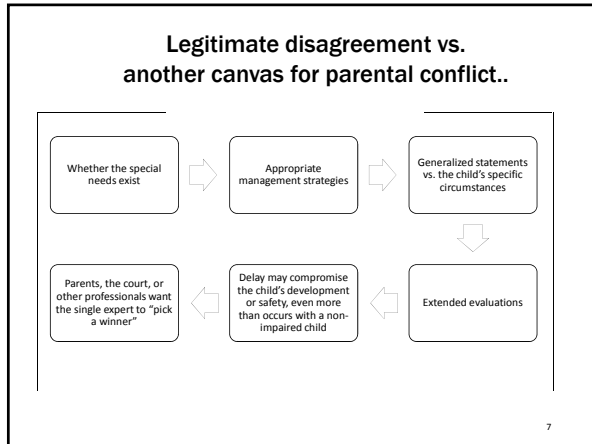 Legitimate disagreement vs.
another canvas for parental conflict..
Whether the special
needs exist
Appropriate
management strategies
Generalized statements
vs. the child's specific
circumstances
Extended evaluations
Delay may compromise
the child's development
or safety, even more
than occurs with a non-
impaired child
Parents, the court, or
other professionals want
the single expert to "pick
a winner"
7